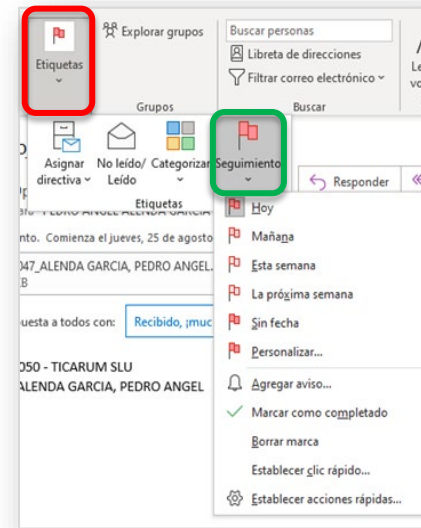 Etiquetas
Explorar grupos
Grupos
Buscar personas
Libreta de direcciones
Filtrar correo electrónico
Buscar
Asignar directiva
No leído/ Leído
Categorizar
Seguimiento
Etiquetas
Responder
Para PEDRO ANGEL ALENDA GARCIA
nto. Comienza el jueves, 25 de agosto
047_ALENDA GARCIA, PEDRO ANGEL.
KB
uesta a todos con:
Recibido, ¡muc
050 - TICARUM SLU
ALENDA GARCIA, PEDRO ANGEL
Hoy
Mañana
Esta semana
La próxima semana
Sin fecha
Personalizar...
Agregar aviso...
Marcar como completado
Borrar marca
Establecer clic rápido...
Establecer acciones rápidas...